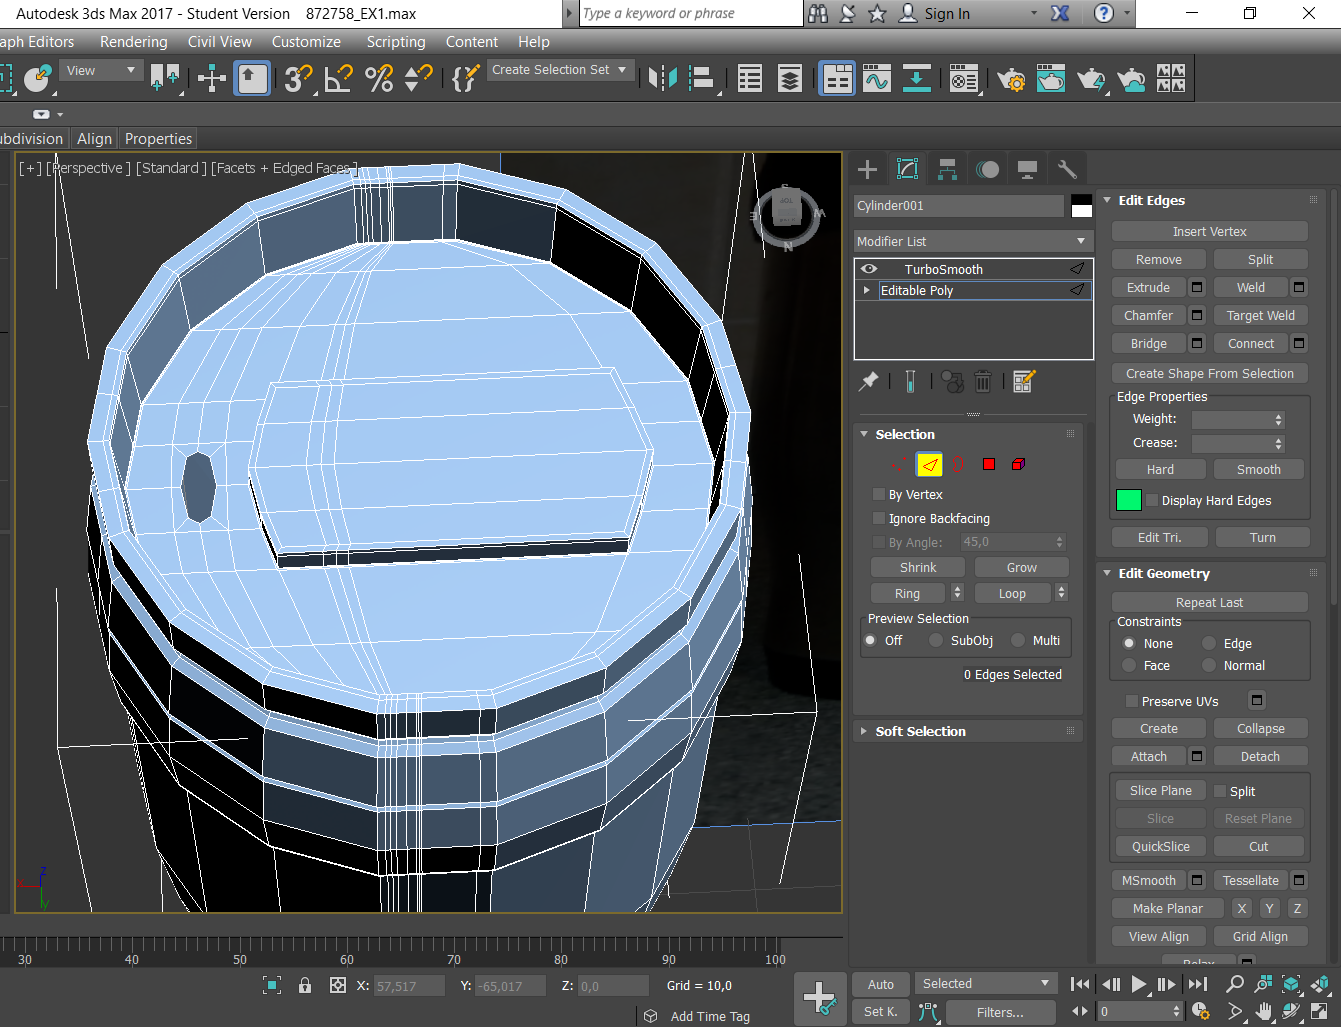 Autodesk 3ds Max 2017 - Student Version 872758_EX1.max
Type a keyword or phrase
Sign In
aph Editors Rendering Civil View Customize Scripting Content Help
View
Create Selection Set
ubdivision Align Properties
[+] [Perspective ] [Standard ] [Facets + Edged Faces ]
S
E
W
N
TOP
z
x
y
Cylinder001
Modifier List
TurboSmooth
Editable Poly
Selection
By Vertex
Ignore Backfacing
By Angle: 45,0
Shrink Grow
Ring Loop
Preview Selection
Off SubObj Multi
0 Edges Selected
Soft Selection
Edit Edges
Insert Vertex
Remove Split
Extrude Weld
Chamfer Target Weld
Bridge Connect
Create Shape From Selection
Edge Properties
Weight:
Crease:
Hard Smooth
Display Hard Edges
Edit Tri. Turn
Edit Geometry
Repeat Last
Constraints
None Edge
Face Normal
Preserve UVs
Create Collapse
Attach Detach
Slice Plane Split
Slice Reset Plane
QuickSlice Cut
MSmooth Tessellate
Make Planar X Y Z
View Align Grid Align
Relax
30 40 50 60 70 80 90 100
X: 57,517 Y: -65,017 Z: 0,0 Grid = 10,0
Add Time Tag
Auto Selected
Set K. Filters...
0